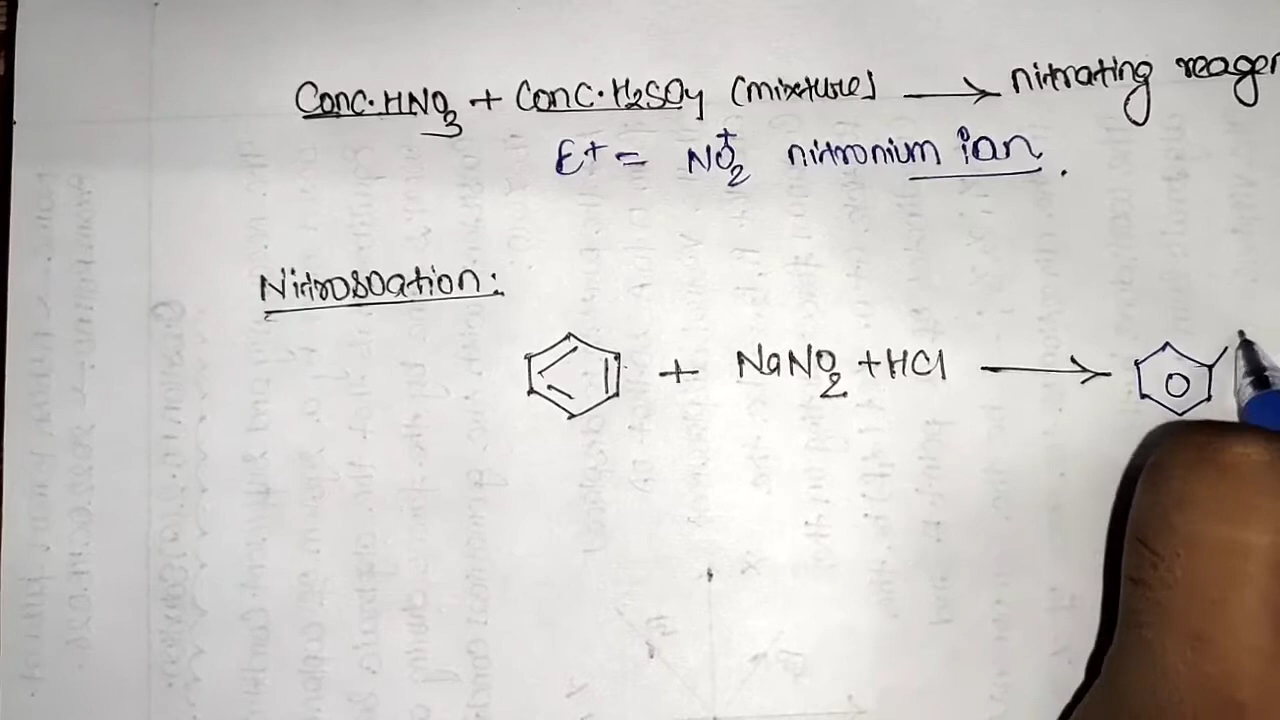 Conc. HNO3 + Conc. H2SO4 (mixture) ⟶ nitrating reagen
E+ = NO2+ nitronium ion.
Nitrosoation:
+ NaNO2 + HCl ⟶